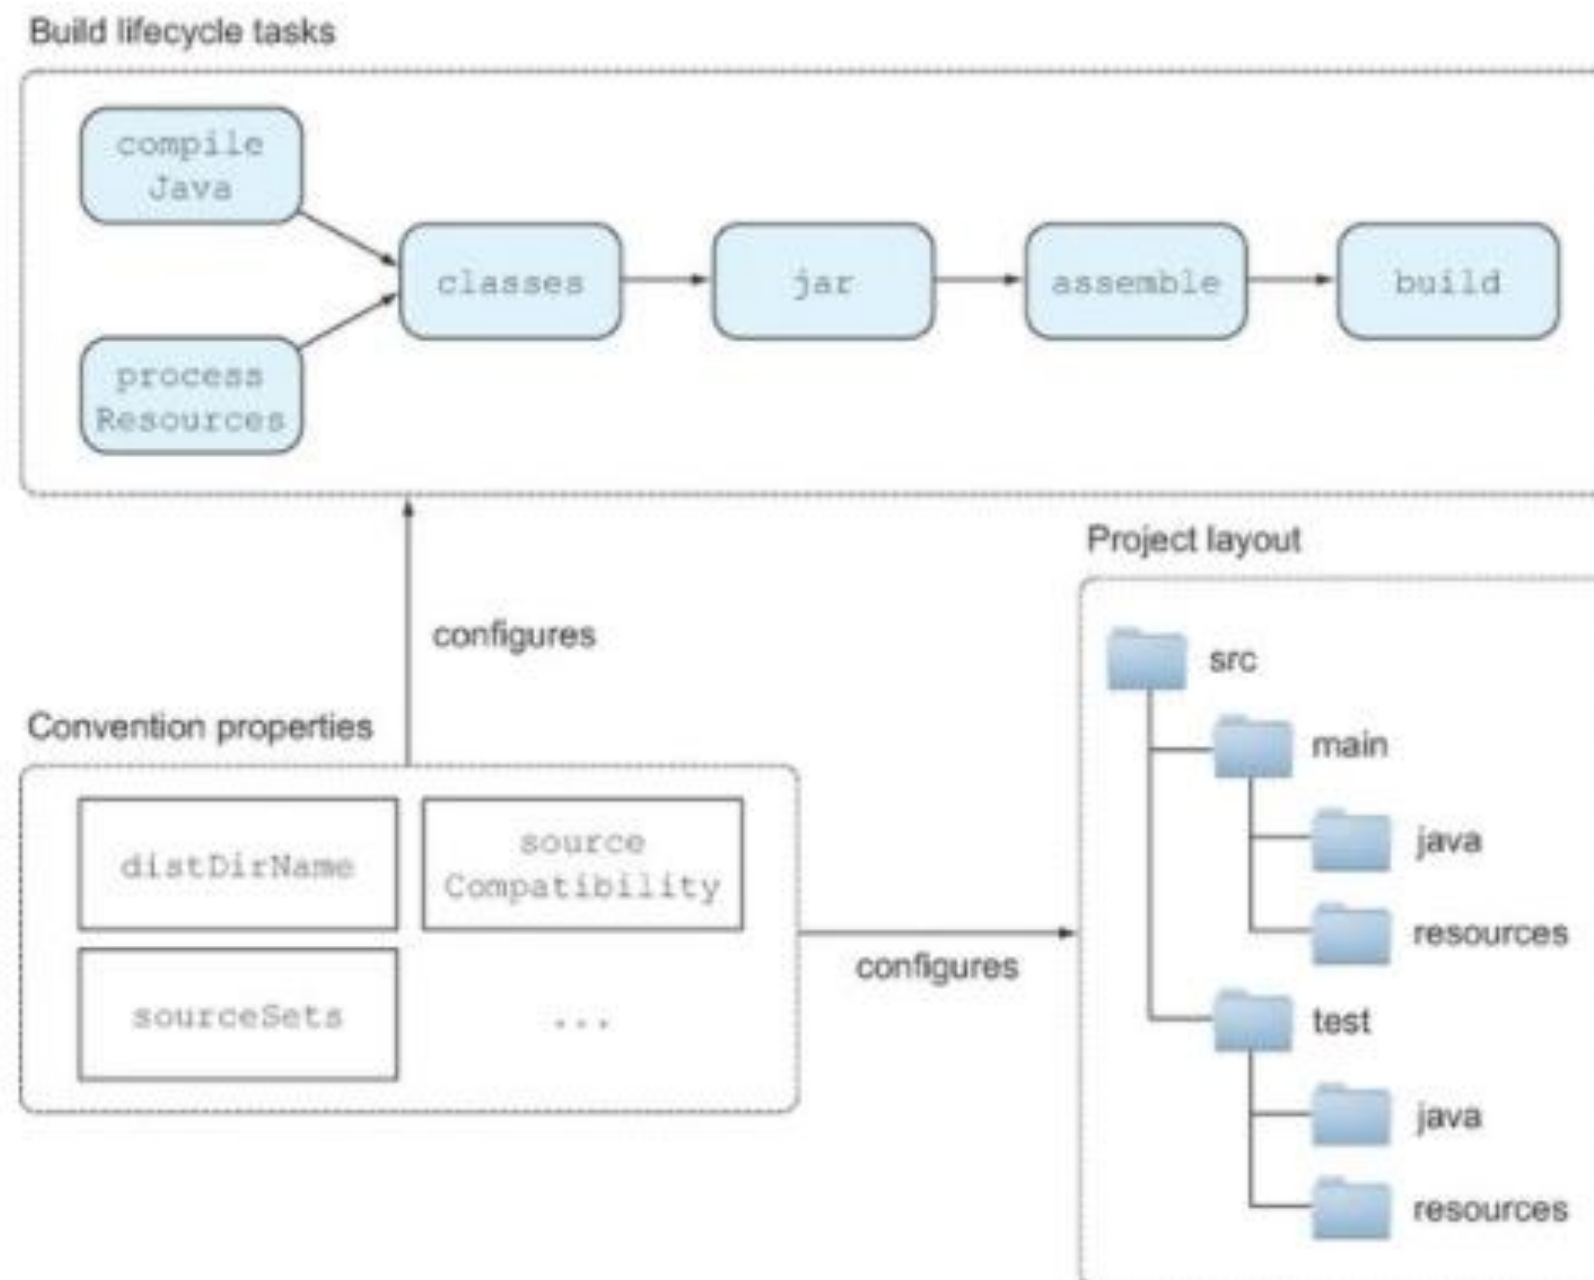 Build lifecycle tasks
compile
Java
process
Resources
classes
jar
assemble
build
configures
Convention properties
distDirName
source
Compatibility
sourceSets
...
configures
Project layout
src
main
java
resources
test
java
resources